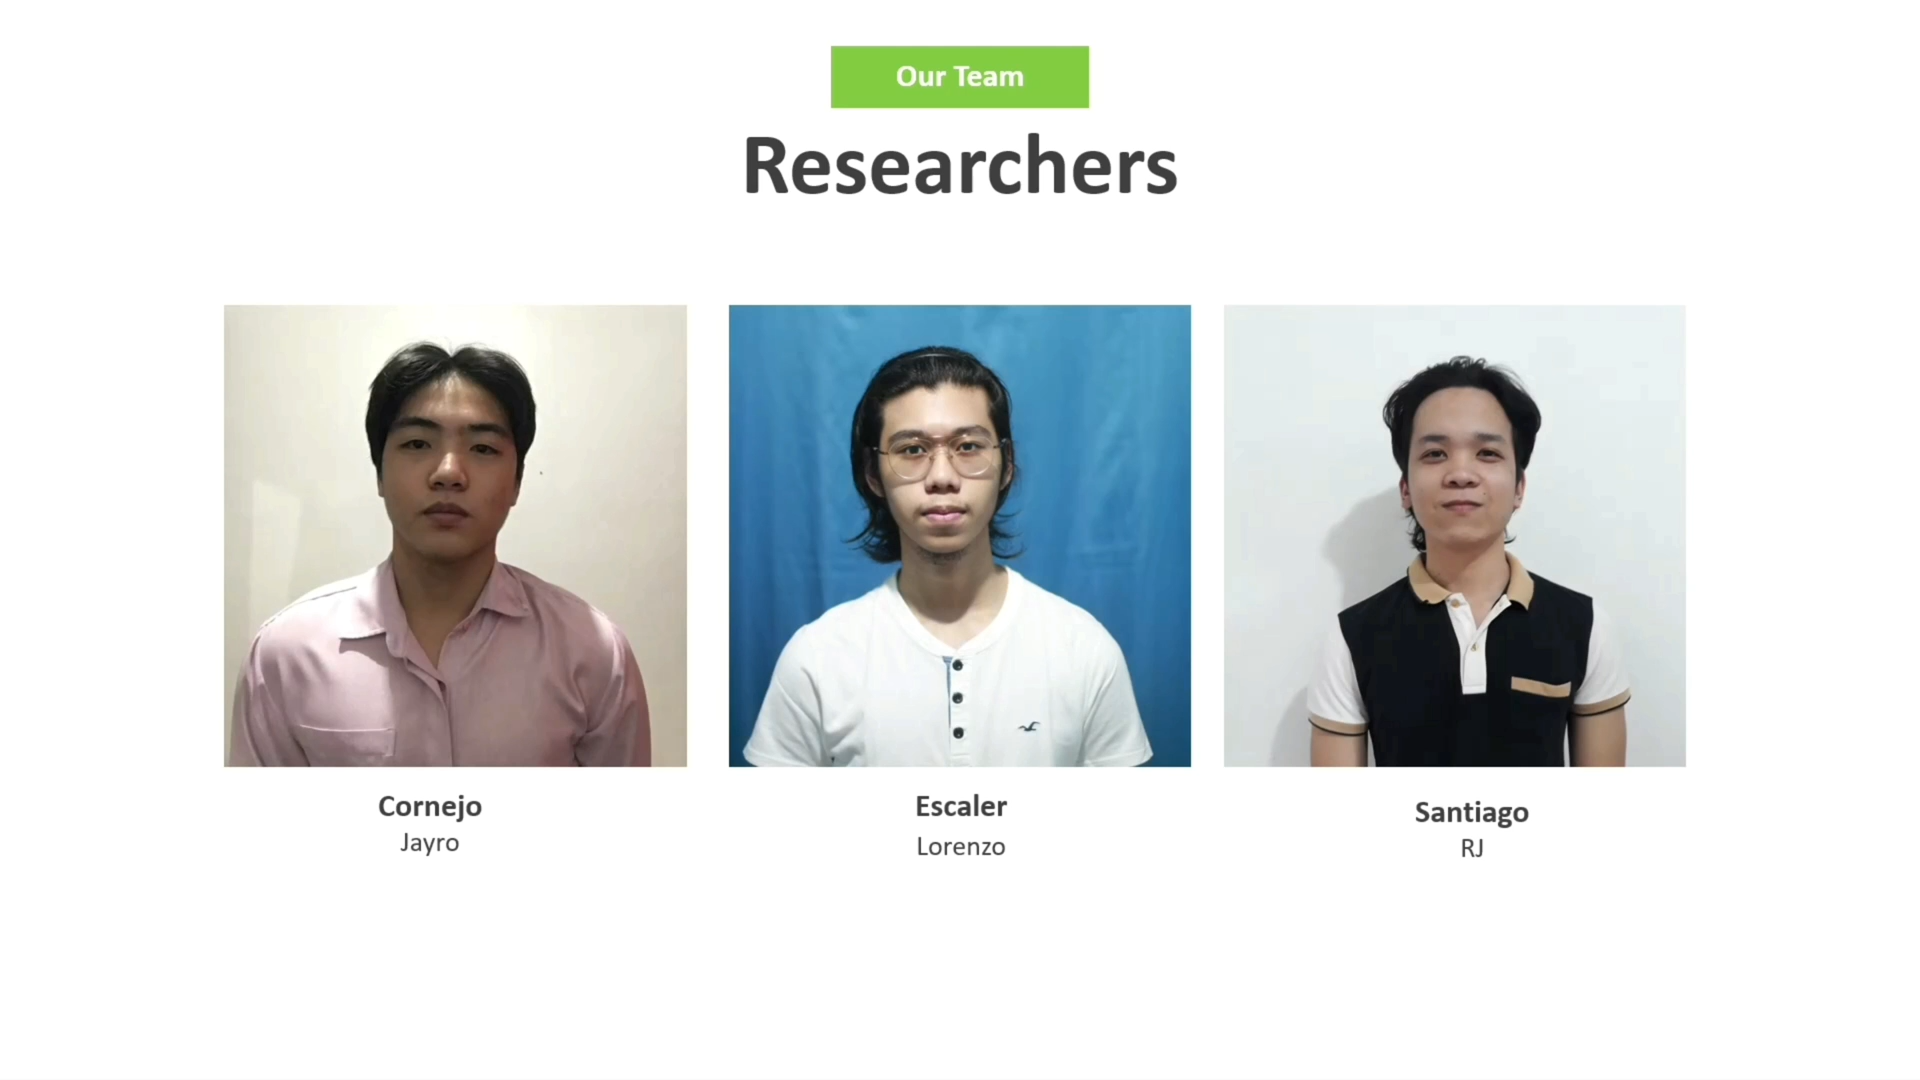 Our Team
Researchers
Cornejo
Jayro
Escaler
Lorenzo
Santiago
RJ